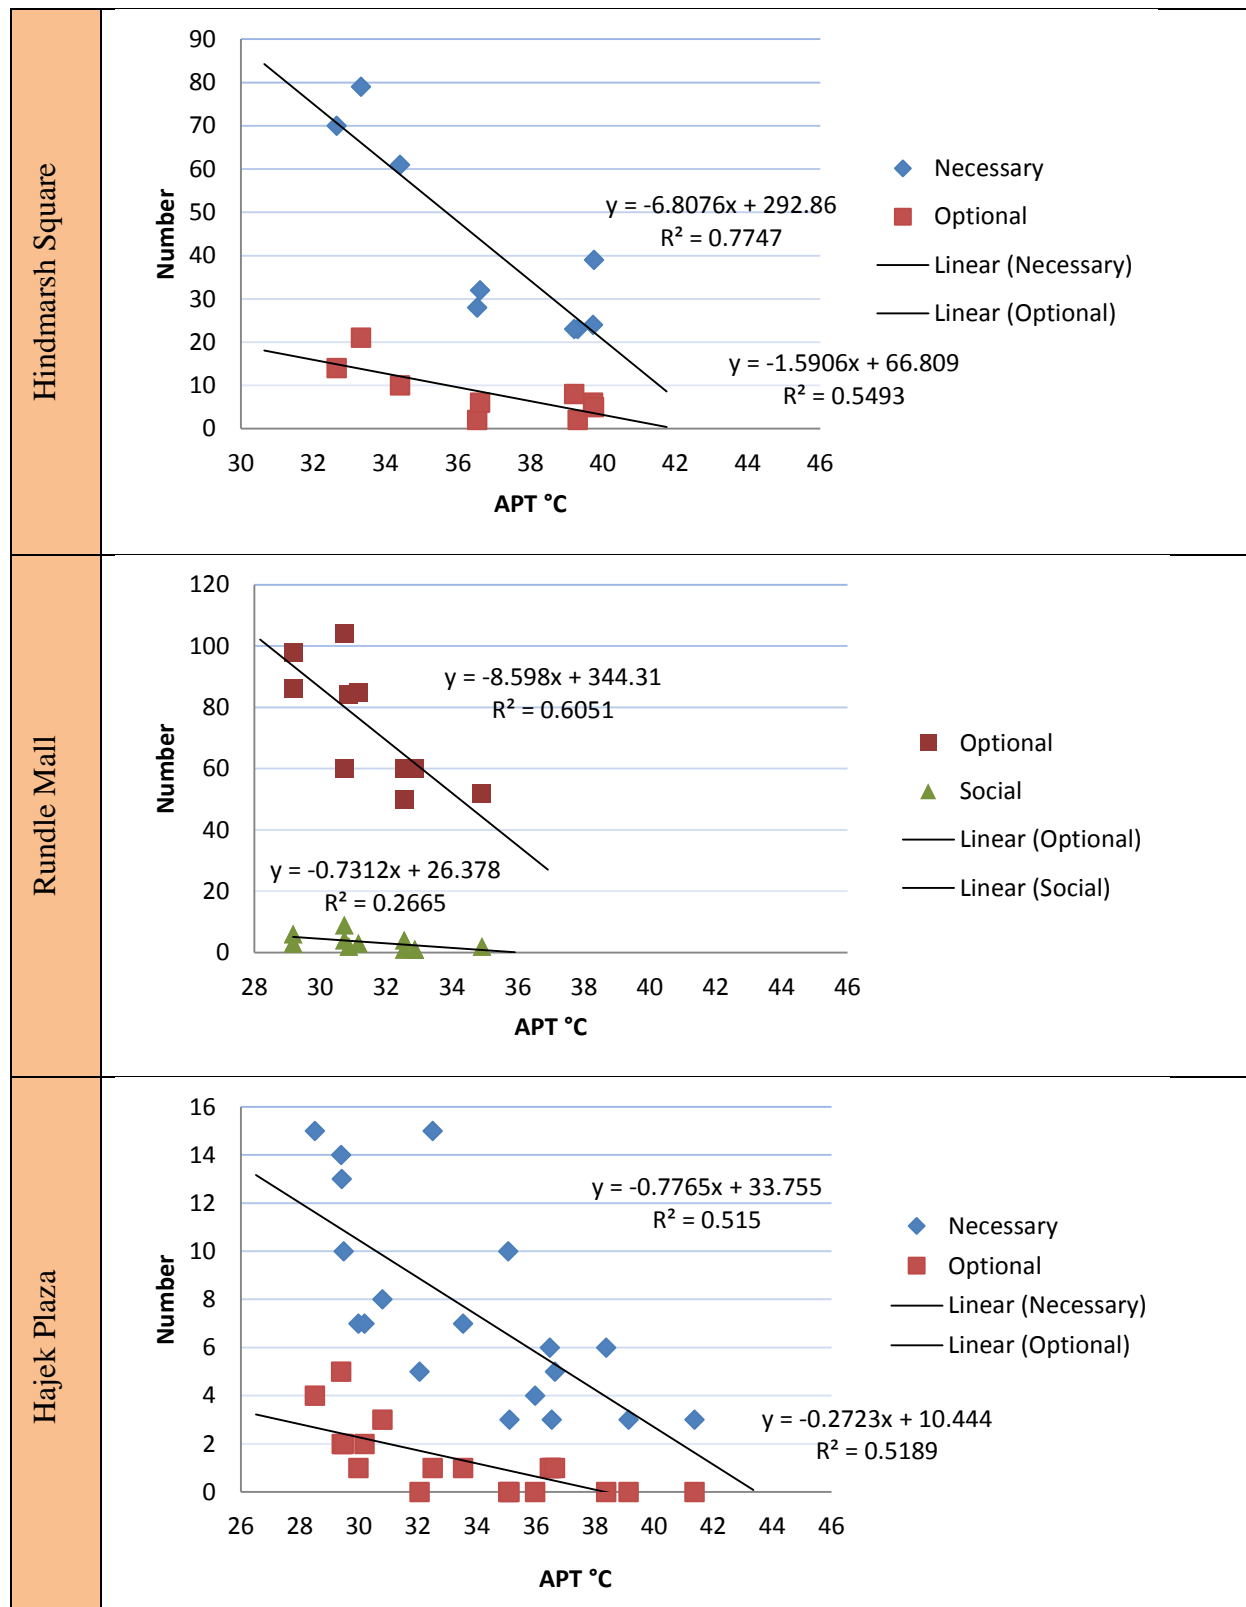 Hindmarsh Square
90
80
70
60
50
40
30
20
10
0
Number
30 32 34 36 38 40 42 44 46
APT °C
y = -6.8076x + 292.86
R² = 0.7747
y = -1.5906x + 66.809
R² = 0.5493
Necessary
Optional
Linear (Necessary)
Linear (Optional)
Rundle Mall
120
100
80
60
40
20
0
Number
28 30 32 34 36 38 40 42 44 46
APT °C
y = -8.598x + 344.31
R² = 0.6051
y = -0.7312x + 26.378
R² = 0.2665
Optional
Social
Linear (Optional)
Linear (Social)
Hajek Plaza
16
14
12
10
8
6
4
2
0
Number
26 28 30 32 34 36 38 40 42 44 46
APT °C
y = -0.7765x + 33.755
R² = 0.515
y = -0.2723x + 10.444
R² = 0.5189
Necessary
Optional
Linear (Necessary)
Linear (Optional)